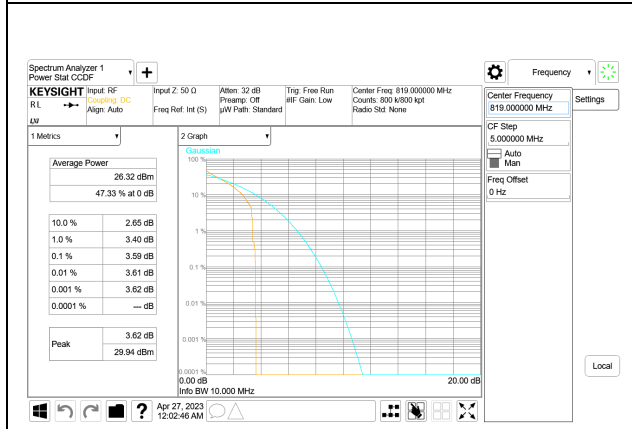 Spectrum Analyzer 1
Power Stat CCDF
Frequency
KEYSIGHT
Input: RF
Coupling: DC
Align: Auto
R L
LXI
Input Z: 50 Ω
Freq Ref: Int (S)
Atten: 32 dB
Preamp: Off
µW Path: Standard
Trig: Free Run
#IF Gain: Low
Center Freq: 819.000000 MHz
Counts: 800 k/800 kpt
Radio Std: None
Center Frequency
819.000000 MHz
Settings
CF Step
5.000000 MHz
Auto
Man
Freq Offset
0 Hz
Local
1 Metrics
Average Power
26.32 dBm
47.33 % at 0 dB
10.0 % 2.65 dB
1.0 % 3.40 dB
0.1 % 3.59 dB
0.01 % 3.61 dB
0.001 % 3.62 dB
0.0001 % --- dB
Peak
3.62 dB
29.94 dBm
2 Graph
Gaussian
100 %
10 %
1 %
0.1 %
0.01 %
0.001 %
0.0001 %
0.00 dB 20.00 dB
Info BW 10.000 MHz
? Apr 27, 2023
12:02:46 AM